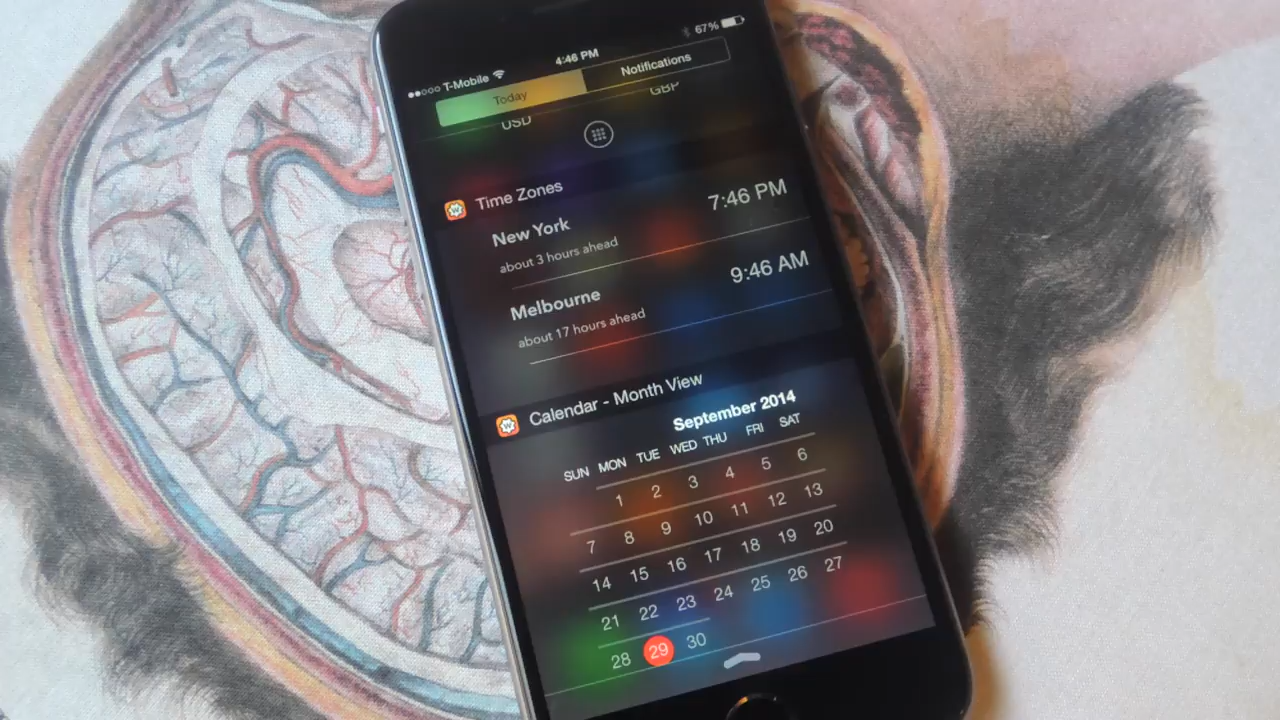 T-Mobile 4:46 PM 67%
Today Notifications
USD GBP
Time Zones
New York 7:46 PM
about 3 hours ahead
Melbourne 9:46 AM
about 17 hours ahead
Calendar - Month View
September 2014
SUN MON TUE WED THU FRI SAT
1 2 3 4 5 6
7 8 9 10 11 12 13
14 15 16 17 18 19 20
21 22 23 24 25 26 27
28 29 30